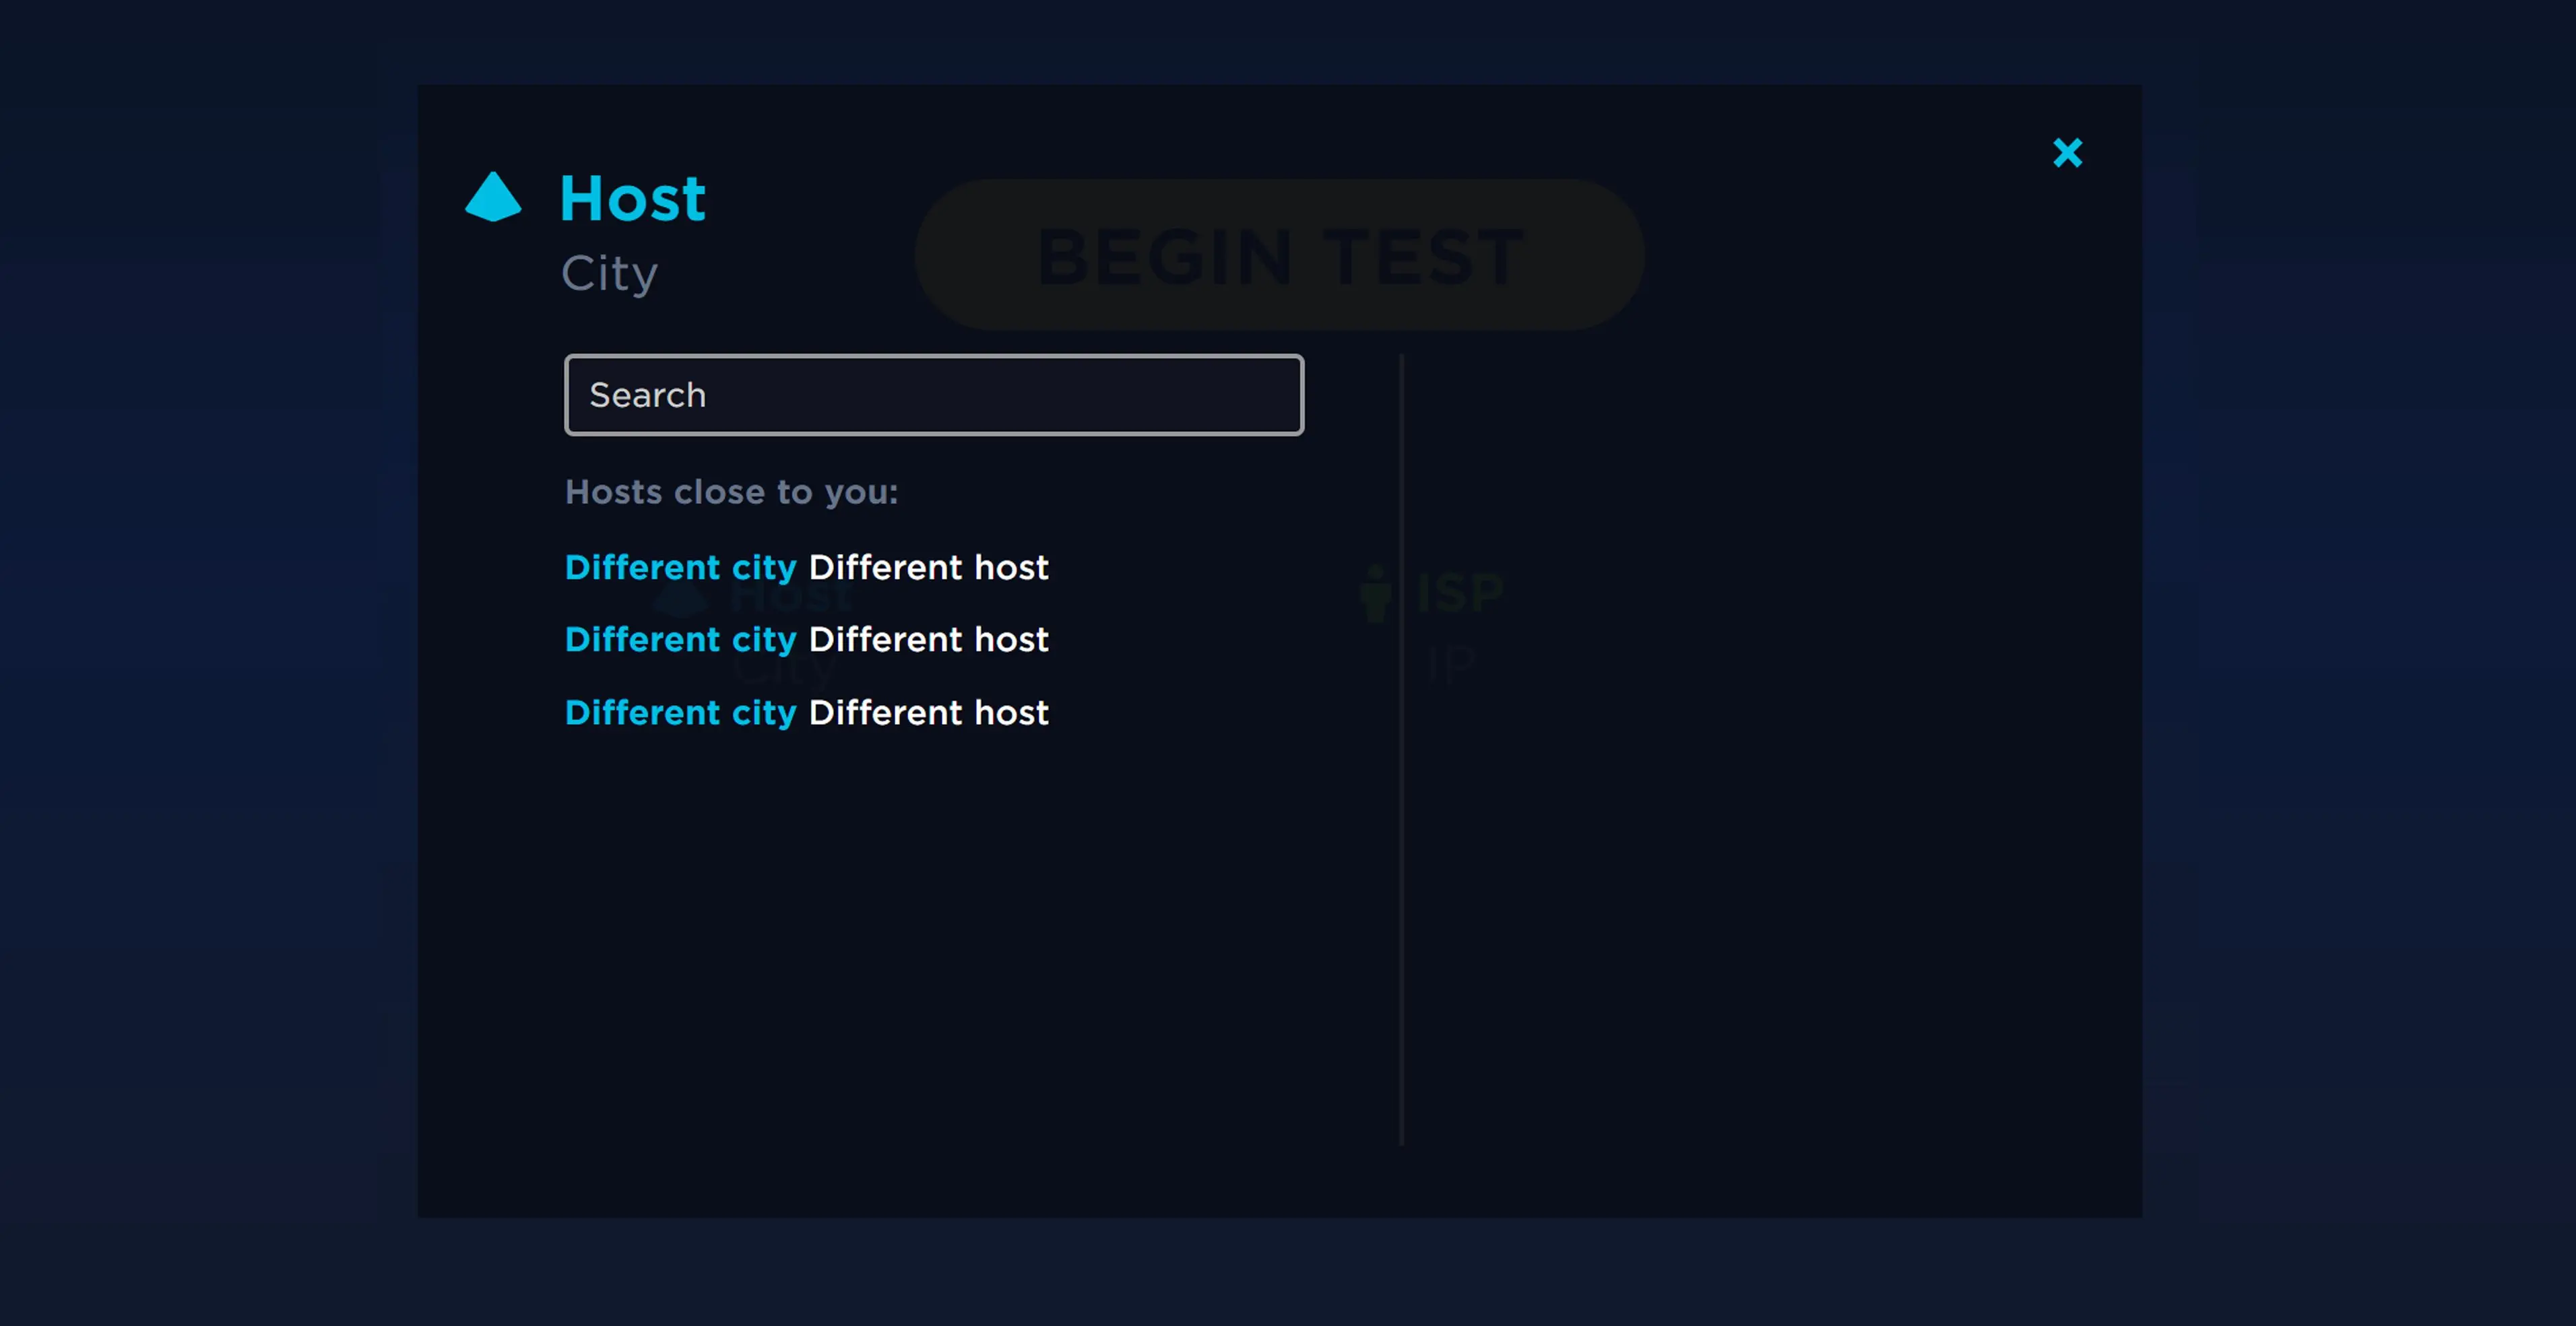 Host
City
BEGIN TEST
Search
Hosts close to you:
Different city Different host
Host
ISP
Different city Different host
City
IP
Different city Different host